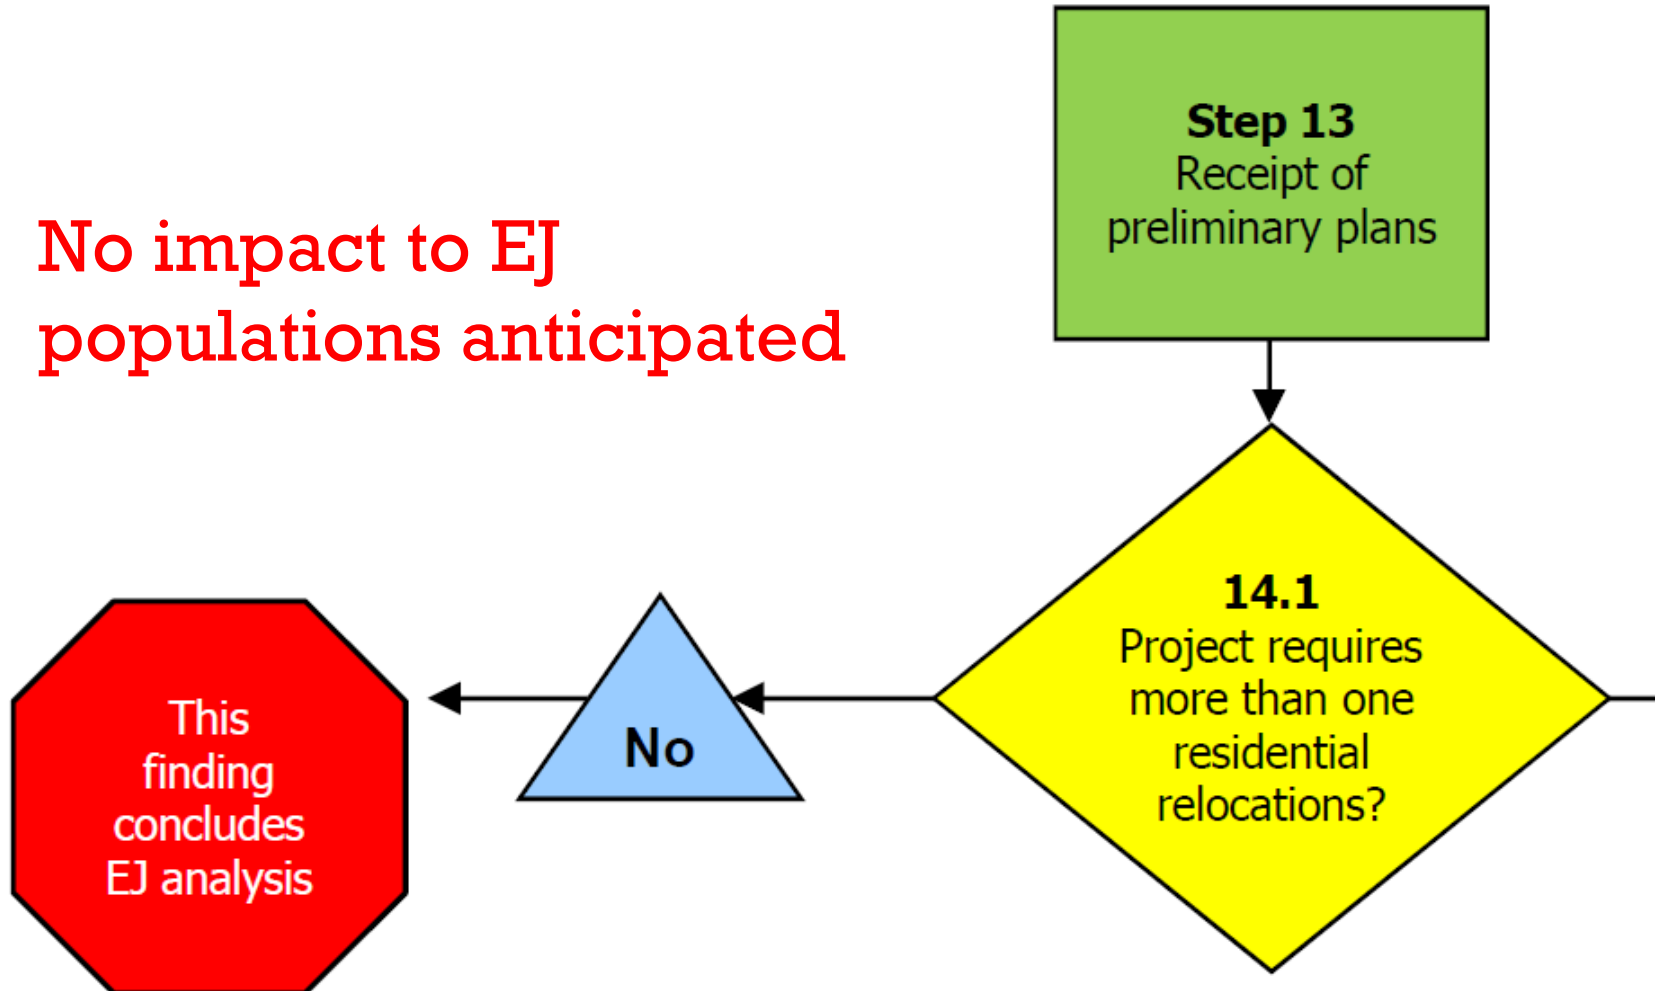 No impact to EJ
populations anticipated
Step 13
Receipt of
preliminary plans
14.1
Project requires
more than one
residential
relocations?
No
This
finding
concludes
EJ analysis